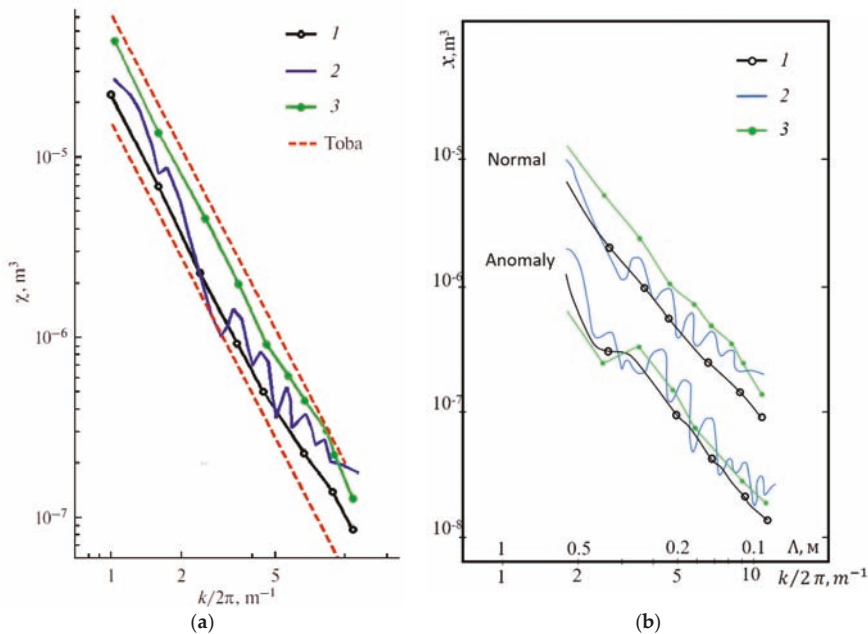 1
2
3
Toba
10⁻⁵
10⁻⁶
10⁻⁷
χ, m³
1
2
5
k/2π, m⁻¹
(a)
x, m³
1
2
3
Normal
Anomaly
10⁻⁵
10⁻⁶
10⁻⁷
10⁻⁸
1 0.5 0.2 0.1 Λ, м
1 2 5 10 k/2π, m⁻¹
(b)